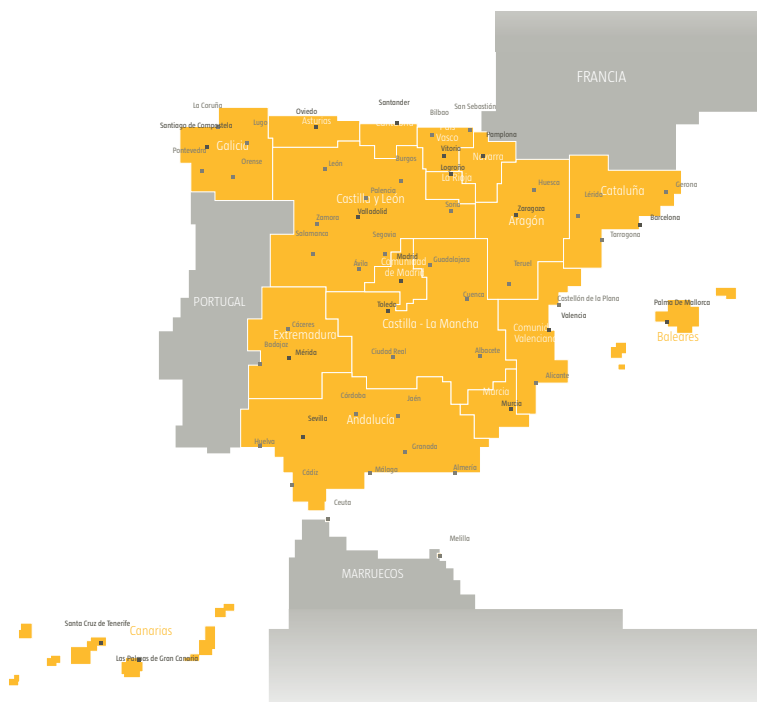 FRANCIA
Santander
La Coruña
San Sebastián
Oviedo
Bilbao
Asturias
Lugo
Santiago de Compostela
País
Vasco
Pamplona
Galicia
Pontevedra
Vitoria
Navarra
Orense
León
Burgos
Logroño
La Rioja
Huesca
Gerona
Palencia
Cataluña
Lérida
Castilla y León
Soria
Zaragoza
Valladolid
Zamora
Aragón
Barcelona
Salamanca
Segovia
Tarragona
Madrid
Guadalajara
Comunidad
de Madrid
Ávila
Teruel
Cuenca
Castellón de la Plana
PORTUGAL
Palma De Mallorca
Toledo
Valencia
Cáceres
Castilla - La Mancha
Comunidad
Valenciana
Extremadura
Baleares
Badajoz
Mérida
Ciudad Real
Albacete
Alicante
Murcia
Córdoba
Jaén
Murcia
Sevilla
Andalucía
Huelva
Granada
Cádiz
Málaga
Almería
Ceuta
Melilla
MARRUECOS
Santa Cruz de Tenerife
Canarias
Las Palmas de Gran Canaria